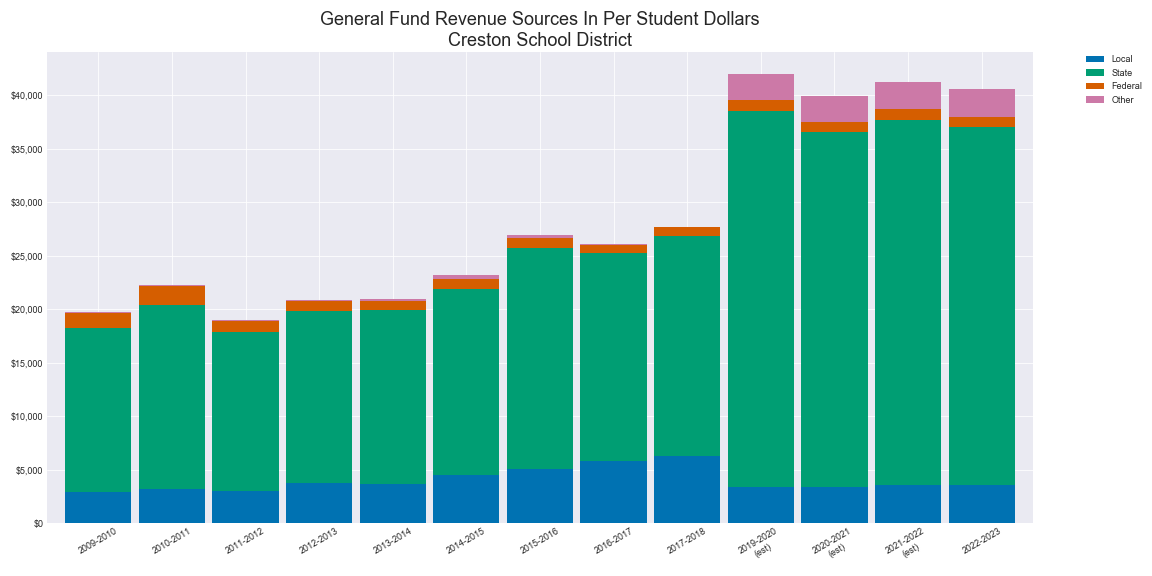 General Fund Revenue Sources In Per Student Dollars
Creston School District
Local
State
Federal
Other
$40,000
$35,000
$30,000
$25,000
$20,000
$15,000
$10,000
$5,000
$0
2009-2010
2010-2011
2011-2012
2012-2013
2013-2014
2014-2015
2015-2016
2016-2017
2017-2018
2019-2020
(est)
2020-2021
(est)
2021-2022
(est)
2022-2023